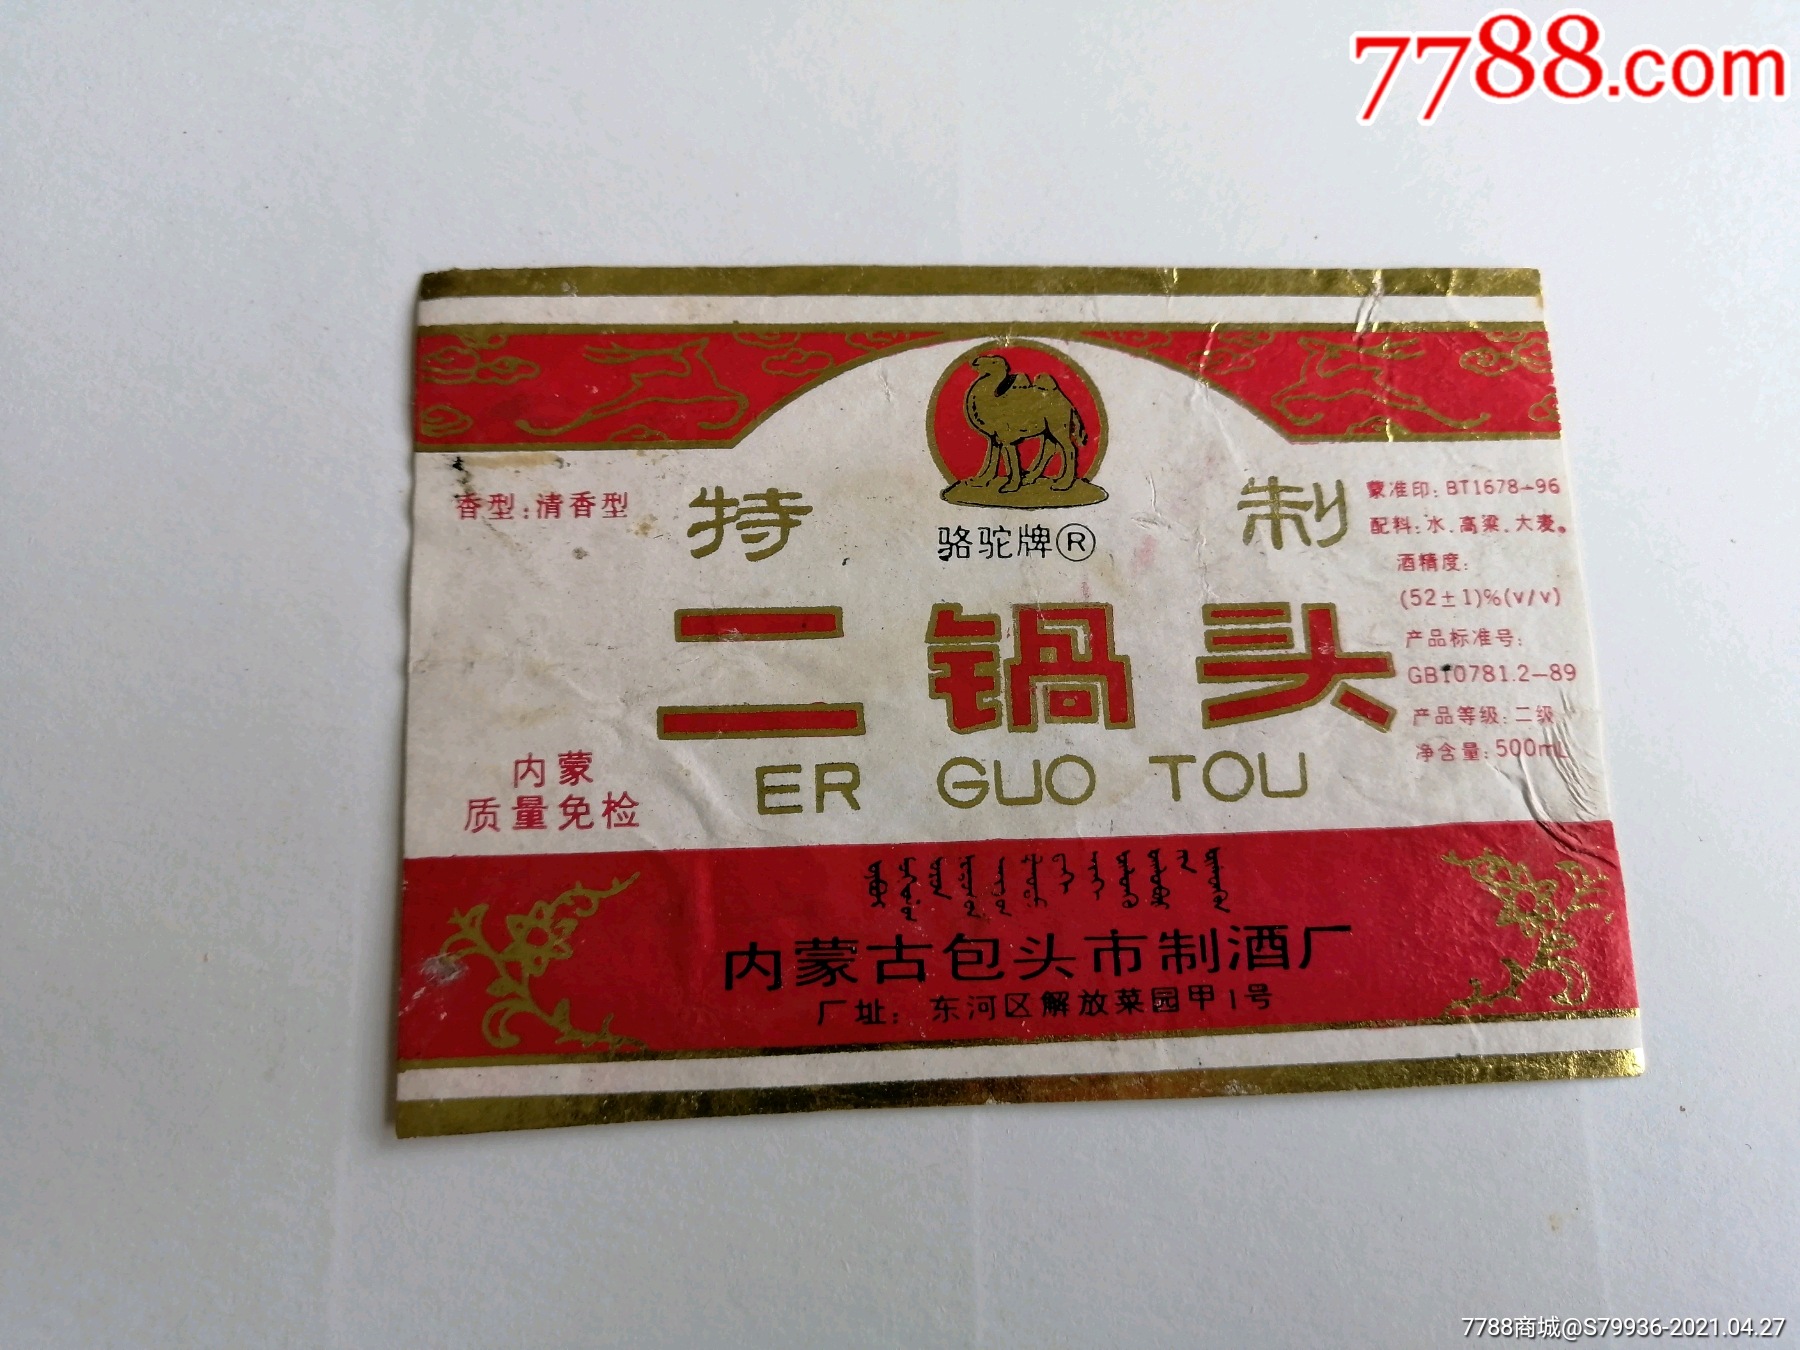 7788.com
香型:清香型
特制
骆驼牌®
二锅头
ER GUO TOU
内蒙
质量免检
蒙准印:BT1678-96
配料:水、高粱、大麦。
酒精度:
(52±1)%(v/v)
产品标准号:
GB10781.2-89
产品等级:二级
净含量:500mL
内蒙古包头市制酒厂
厂址:东河区解放菜园甲1号
7788商城@S79936-2021.04.27